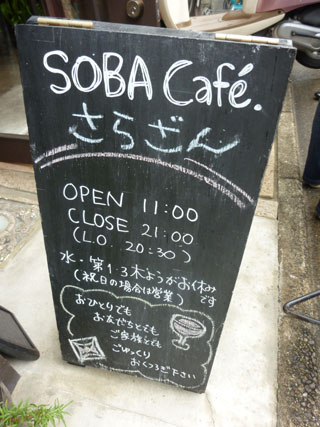 SOBA Café.
さらざん
OPEN 11:00
CLOSE 21:00
(L.O. 20:30)
水・第1.3木ようがお休み
(祝日の場合は営業) です
おひとりでも
お友だちとでも
ご家族とも
ごゆっくり
おくつろぎ下さい